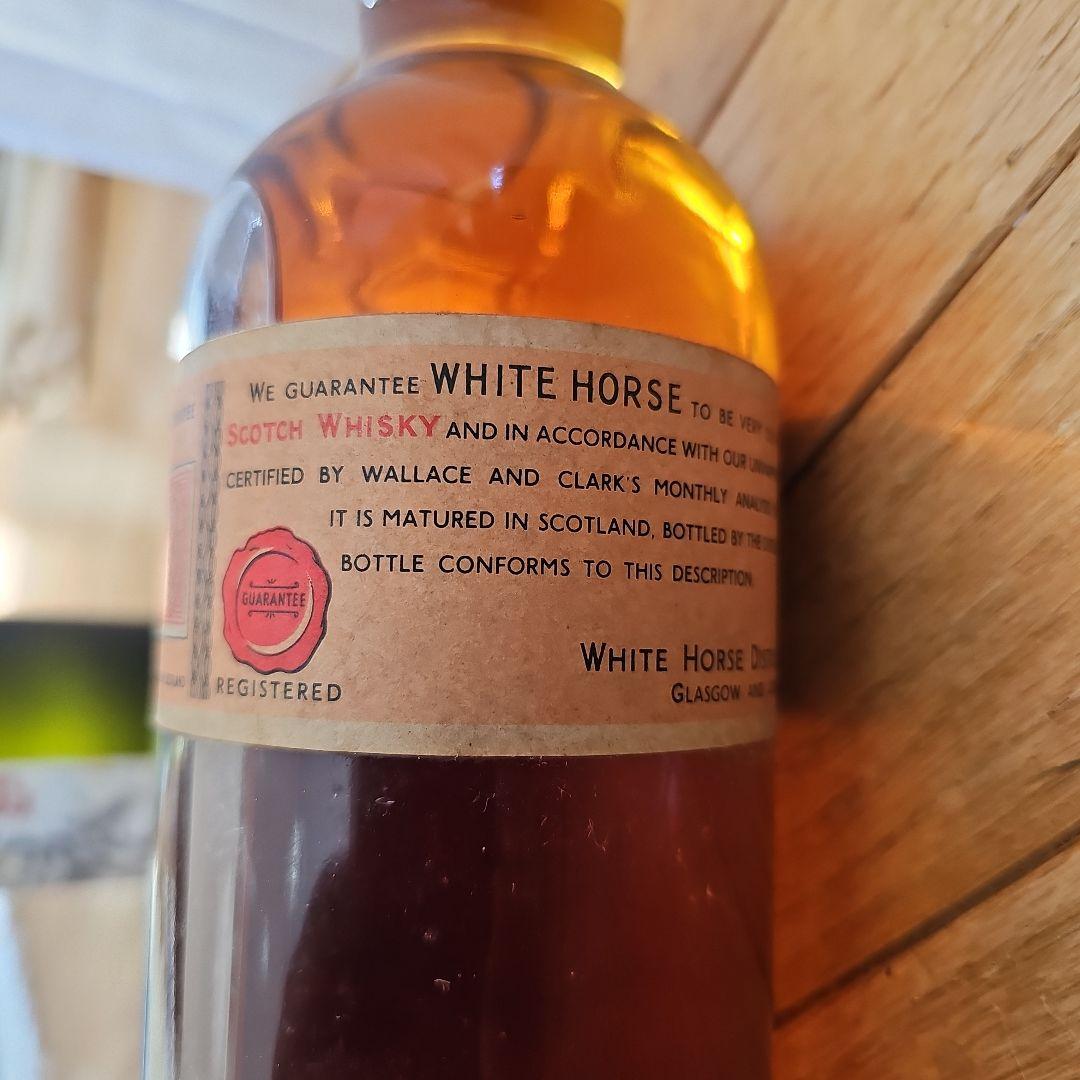 WE GUARANTEE WHITE HORSE TO BE VERY
SCOTCH WHISKY AND IN ACCORDANCE WITH OUR
CERTIFIED BY WALLACE AND CLARK'S MONTHLY
IT IS MATURED IN SCOTLAND, BOTTLED BY THE
BOTTLE CONFORMS TO THIS DESCRIPTION
GUARANTEE
REGISTERED
WHITE HORSE
GLASGOW AND